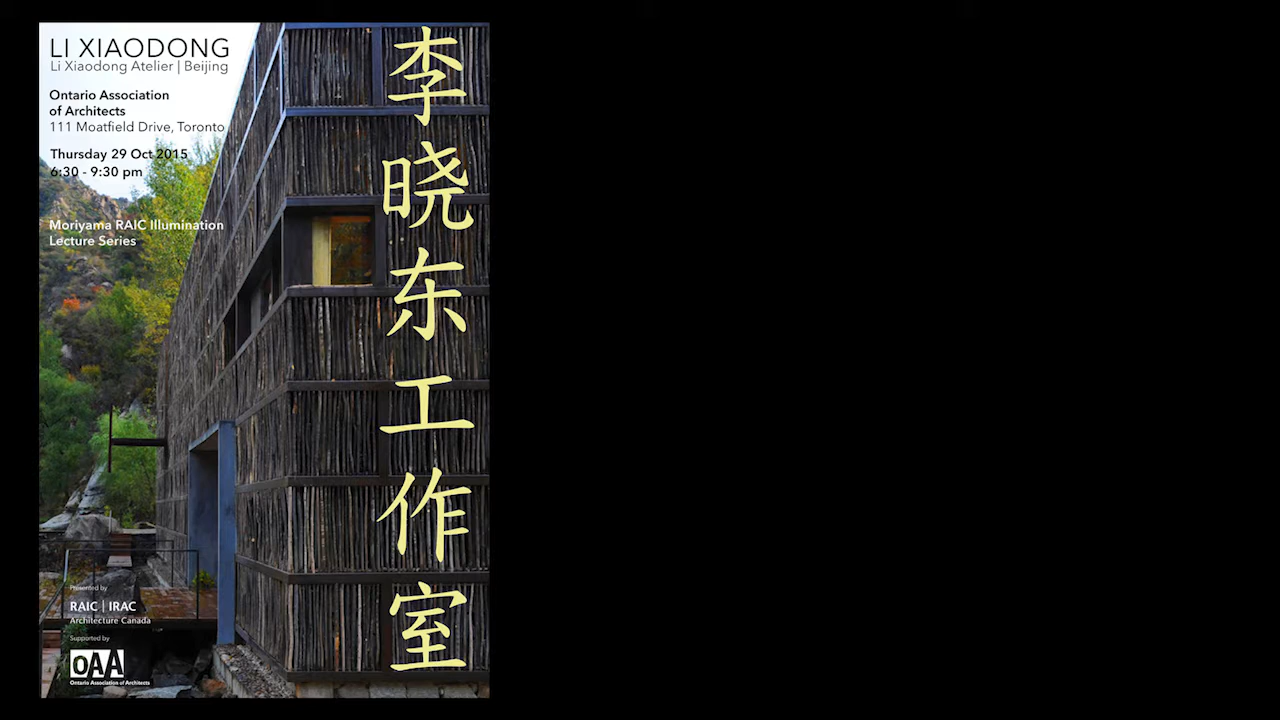 LI XIAODONG
Li Xiaodong Atelier | Beijing
Ontario Association
of Architects
111 Moatfield Drive, Toronto
Thursday 29 Oct 2015
6:30 - 9:30 pm
Moriyama RAIC Illumination
Lecture Series
李晓东工作室
Presented by
RAIC | IRAC
Architecture Canada
Supported by
OAA
Ontario Association of Architects